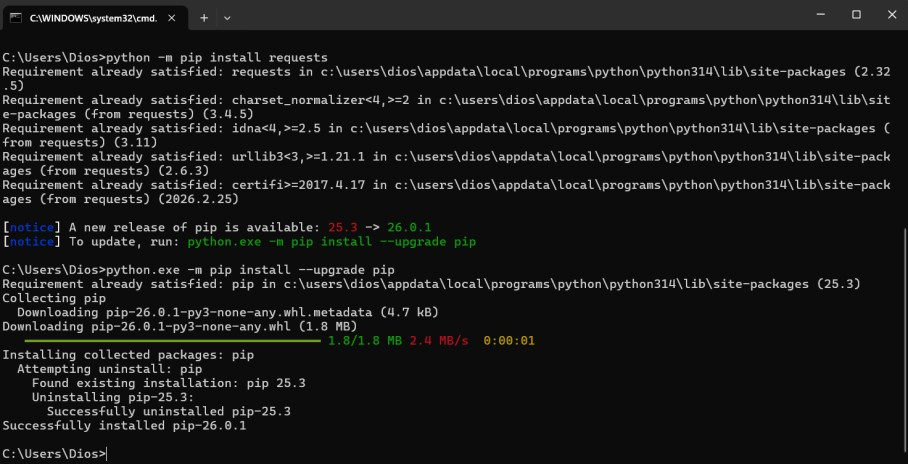 C:\WINDOWS\system32\cmd.
C:\Users\Dios>python -m pip install requests
Requirement already satisfied: requests in c:\users\dios\appdata\local\programs\python\python314\lib\site-packages (2.32
.5)
Requirement already satisfied: charset_normalizer<4,>=2 in c:\users\dios\appdata\local\programs\python\python314\lib\sit
e-packages (from requests) (3.4.5)
Requirement already satisfied: idna<4,>=2.5 in c:\users\dios\appdata\local\programs\python\python314\lib\site-packages (
from requests) (3.11)
Requirement already satisfied: urllib3<3,>=1.21.1 in c:\users\dios\appdata\local\programs\python\python314\lib\site-pack
ages (from requests) (2.6.3)
Requirement already satisfied: certifi>=2017.4.17 in c:\users\dios\appdata\local\programs\python\python314\lib\site-pack
ages (from requests) (2026.2.25)
[notice] A new release of pip is available: 25.3 -> 26.0.1
[notice] To update, run: python.exe -m pip install --upgrade pip
C:\Users\Dios>python.exe -m pip install --upgrade pip
Requirement already satisfied: pip in c:\users\dios\appdata\local\programs\python\python314\lib\site-packages (25.3)
Collecting pip
  Downloading pip-26.0.1-py3-none-any.whl.metadata (4.7 kB)
Downloading pip-26.0.1-py3-none-any.whl (1.8 MB)
1.8/1.8 MB 2.4 MB/s  0:00:01
Installing collected packages: pip
  Attempting uninstall: pip
    Found existing installation: pip 25.3
    Uninstalling pip-25.3:
      Successfully uninstalled pip-25.3
Successfully installed pip-26.0.1
C:\Users\Dios>